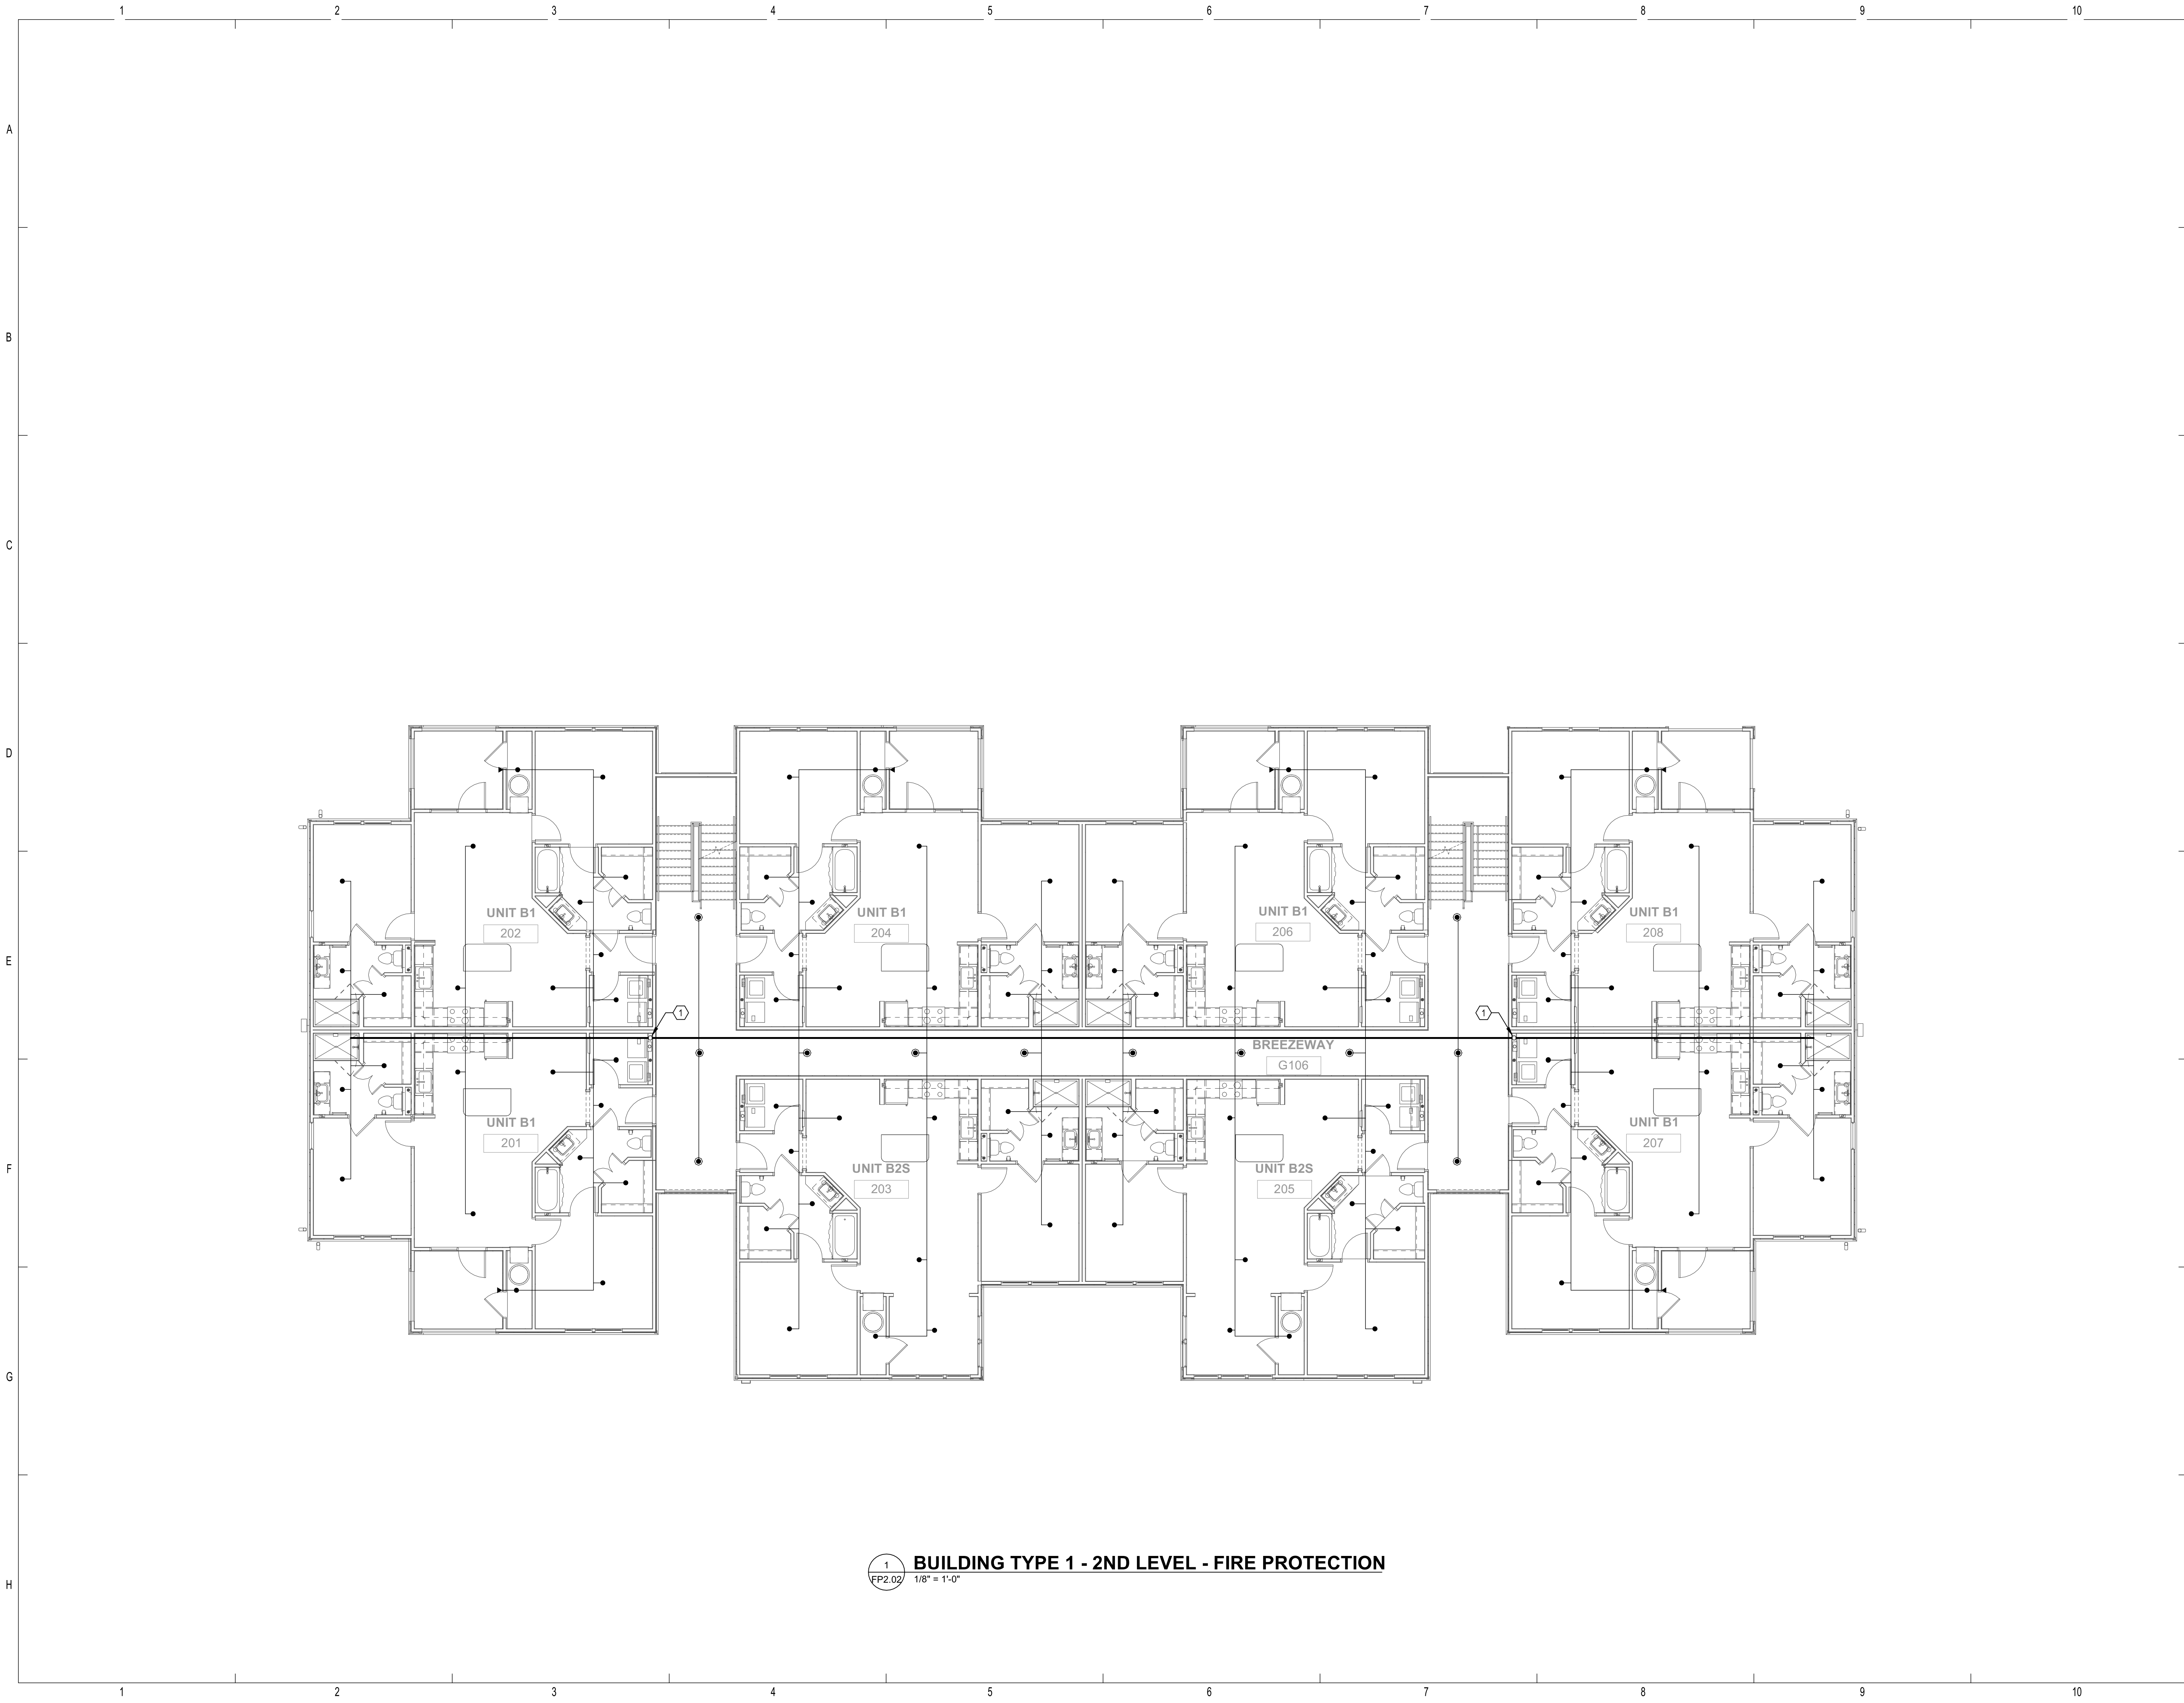 1 2 3 4 5 6 7 8 9 10
A
B
C
D
UNIT B1 UNIT B1 UNIT B1 UNIT B1
202 204 206 208
E
1 1
BREEZEWAY
G106
UNIT B1 UNIT B1
201 207
F
UNIT B2S UNIT B2S
203 205
G
1 BUILDING TYPE 1 - 2ND LEVEL - FIRE PROTECTION
FP2.02 1/8" = 1'-0"
H
1 2 3 4 5 6 7 8 9 10